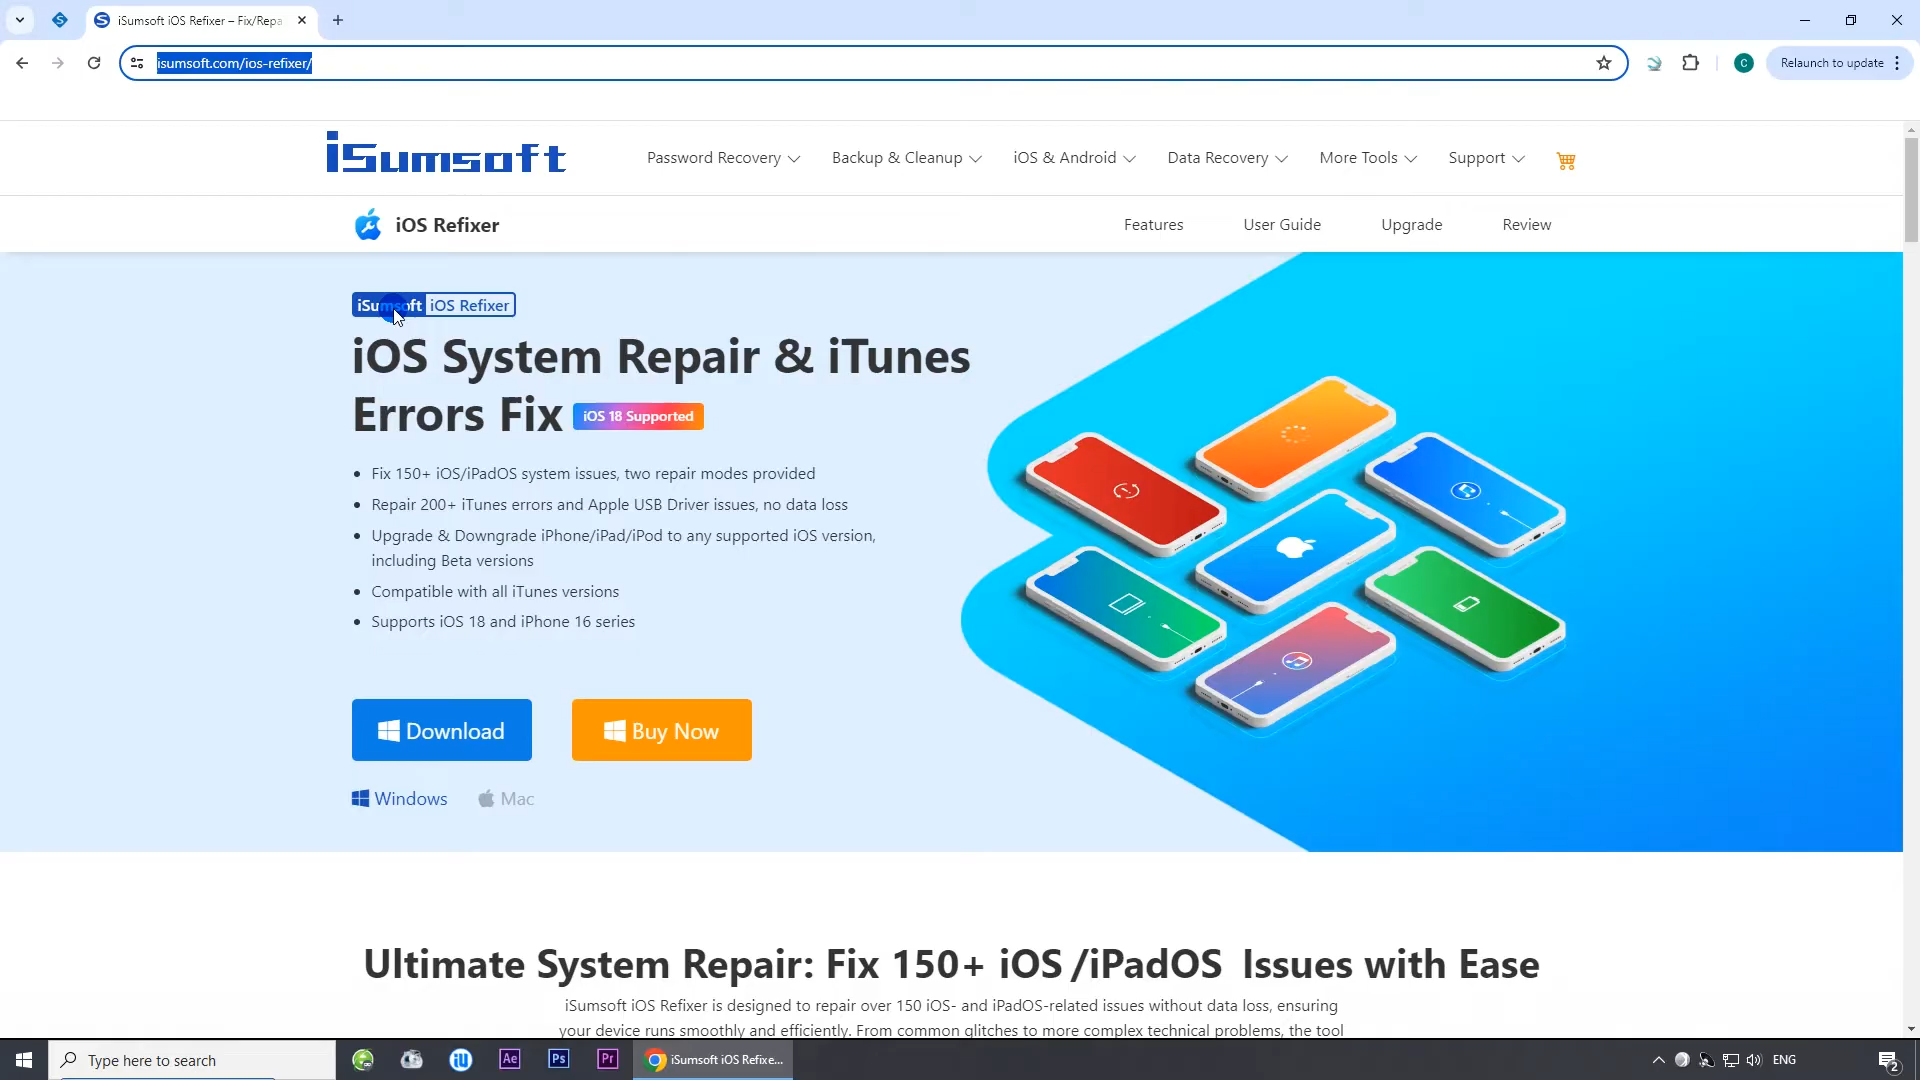 iSumsoft iOS Refixer – Fix/Repa
isumsoft.com/ios-refixer/
C
Relaunch to update
iSumsoft
Password Recovery
Backup & Cleanup
iOS & Android
Data Recovery
More Tools
Support
iOS Refixer
Features
User Guide
Upgrade
Review
iSumsoft iOS Refixer
iOS System Repair & iTunes
Errors Fix iOS 18 Supported
Fix 150+ iOS/iPadOS system issues, two repair modes provided
Repair 200+ iTunes errors and Apple USB Driver issues, no data loss
Upgrade & Downgrade iPhone/iPad/iPod to any supported iOS version,
including Beta versions
Compatible with all iTunes versions
Supports iOS 18 and iPhone 16 series
Download
Buy Now
Windows
Mac
Ultimate System Repair: Fix 150+ iOS /iPadOS Issues with Ease
iSumsoft iOS Refixer is designed to repair over 150 iOS- and iPadOS-related issues without data loss, ensuring
your device runs smoothly and efficiently. From common glitches to more complex technical problems, the tool
Type here to search
iU
Ae
Ps
Pr
iSumsoft iOS Refixe...
ENG
2